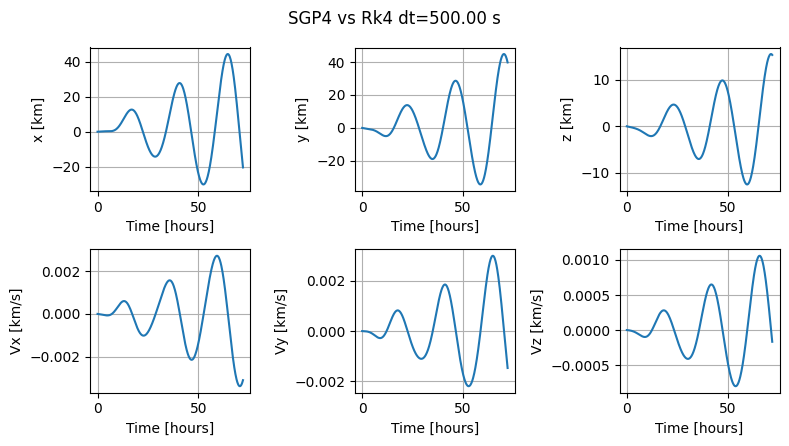 SGP4 vs Rk4 dt=500.00 s
x [km]
40
20
0
−20
0
50
Time [hours]
y [km]
40
20
0
−20
0
50
Time [hours]
z [km]
10
0
−10
0
50
Time [hours]
Vx [km/s]
0.002
0.000
−0.002
0
50
Time [hours]
Vy [km/s]
0.002
0.000
−0.002
0
50
Time [hours]
Vz [km/s]
0.0010
0.0005
0.0000
−0.0005
0
50
Time [hours]